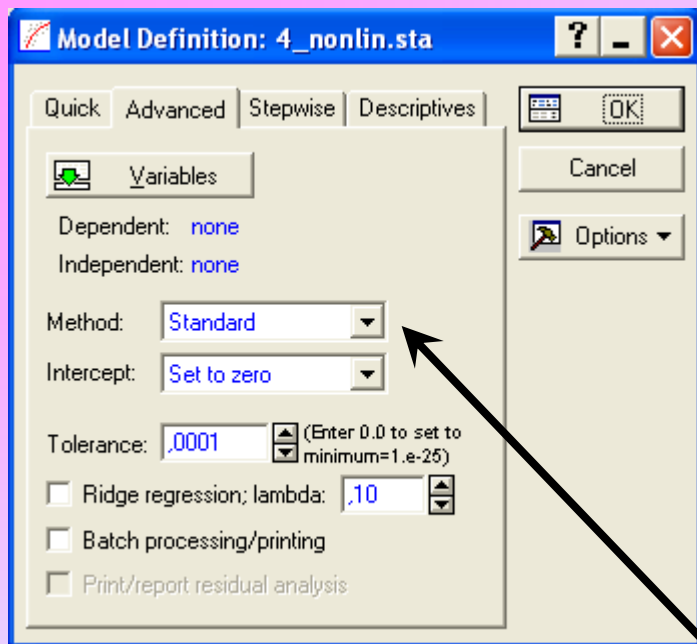 Model Definition: 4_nonlin.sta
Quick Advanced Stepwise Descriptives
OK
Variables
Cancel
Dependent: none
Options
Independent: none
Method: Standard
Intercept: Set to zero
Tolerance: ,0001 (Enter 0.0 to set to
minimum=1.e-25)
Ridge regression; lambda: ,10
Batch processing/printing
Print/report residual analysis